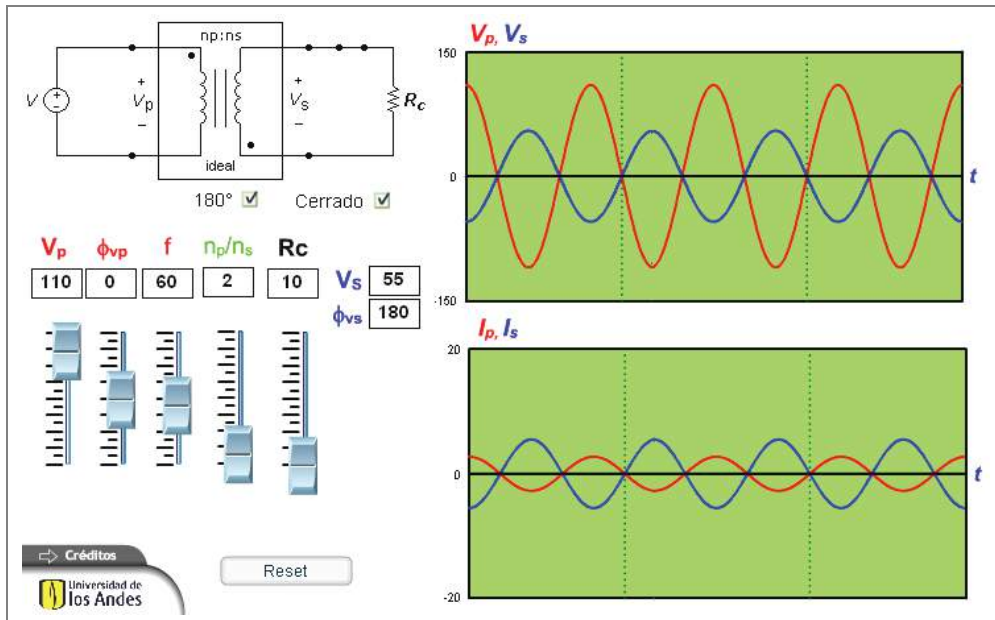 np:ns
V
+
Vp
−
+
Vs
−
Rc
ideal
180°
Cerrado
Vp
ϕvp
f
np/ns
Rc
110
0
60
2
10
Vs
55
ϕvs
180
Vp, Vs
150
0
-150
t
Ip, Is
20
0
-20
t
Créditos
Universidad de
los Andes
Reset